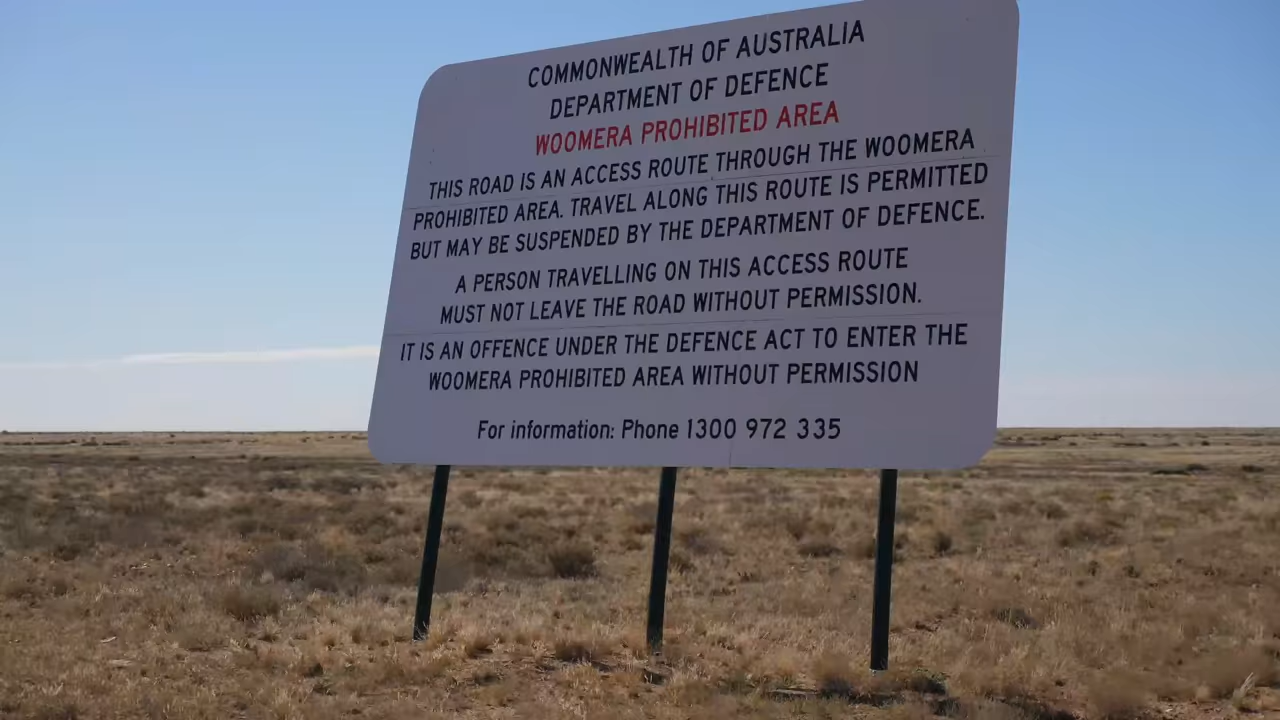 COMMONWEALTH OF AUSTRALIA
DEPARTMENT OF DEFENCE
WOOMERA PROHIBITED AREA
THIS ROAD IS AN ACCESS ROUTE THROUGH THE WOOMERA
PROHIBITED AREA. TRAVEL ALONG THIS ROUTE IS PERMITTED
BUT MAY BE SUSPENDED BY THE DEPARTMENT OF DEFENCE.
A PERSON TRAVELLING ON THIS ACCESS ROUTE
MUST NOT LEAVE THE ROAD WITHOUT PERMISSION.
IT IS AN OFFENCE UNDER THE DEFENCE ACT TO ENTER THE
WOOMERA PROHIBITED AREA WITHOUT PERMISSION
For information: Phone 1300 972 335